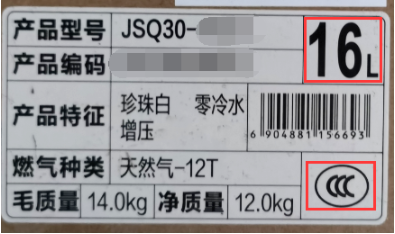 产品型号 JSQ30-
16L
产品编码
产品特征 珍珠白 零冷水
增压
6 904881 156693
燃气种类 天然气-12T
CCC
毛质量 14.0kg 净质量 12.0kg